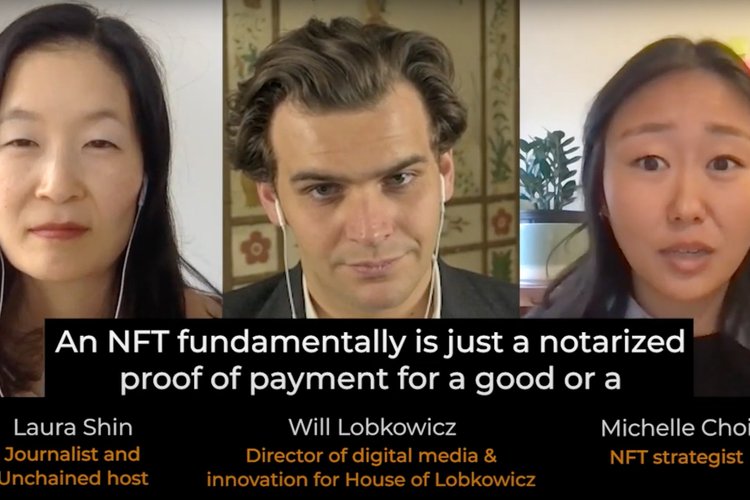 An NFT fundamentally is just a notarized
proof of payment for a good or a
Laura Shin
Journalist and
Unchained host
Will Lobkowicz
Director of digital media &
innovation for House of Lobkowicz
Michelle Choi
NFT strategist